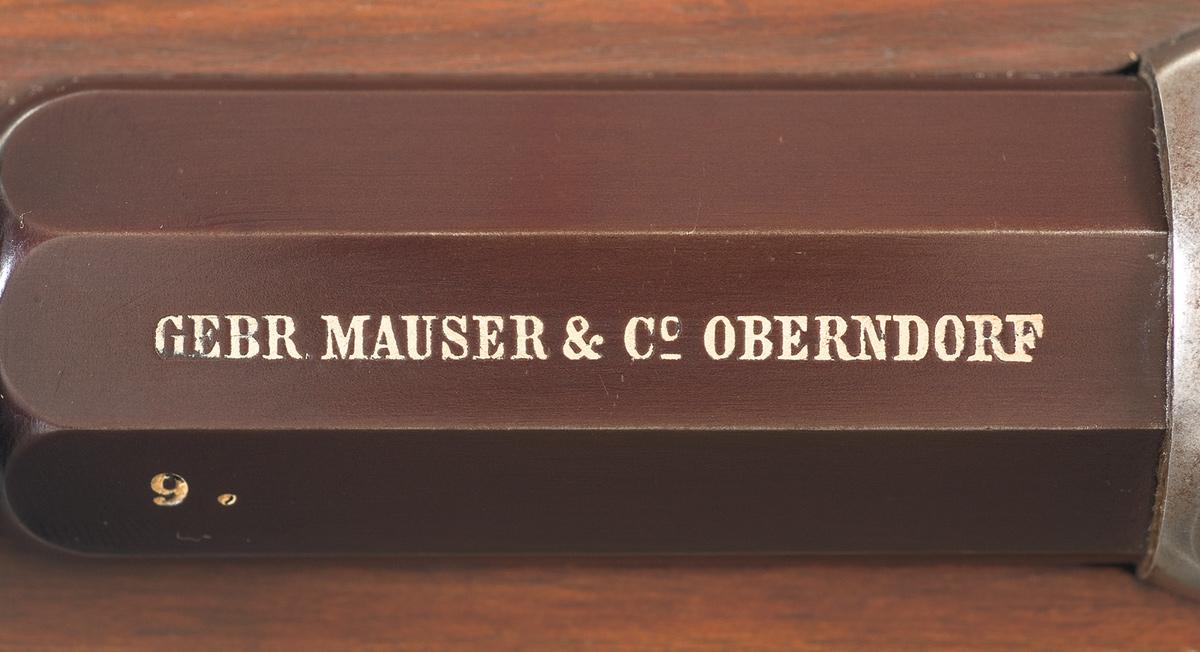 GEBR. MAUSER & Cº OBERNDORF
9 .